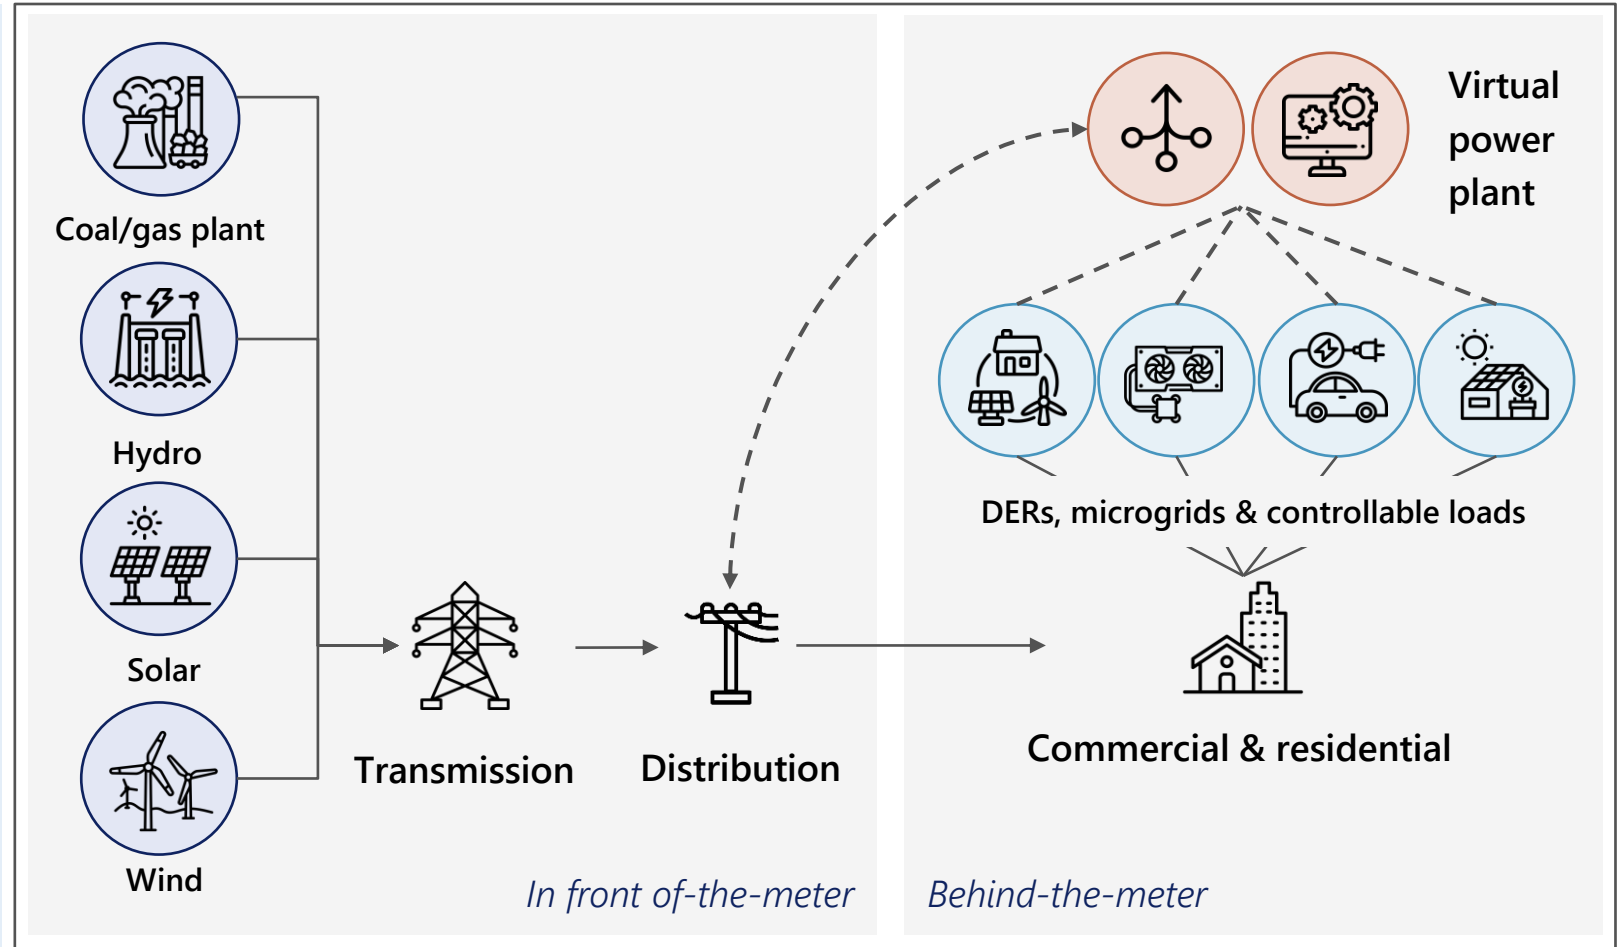 Coal/gas plant
Hydro
Solar
Wind
Transmission
Distribution
In front of-the-meter
Virtual
power
plant
DERs, microgrids & controllable loads
Commercial & residential
Behind-the-meter